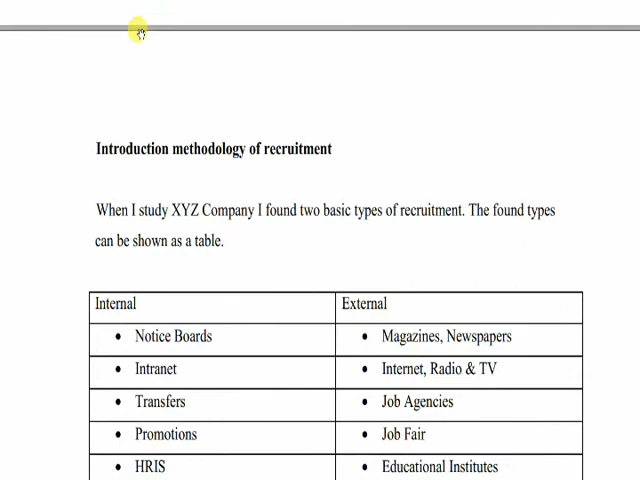 Introduction methodology of recruitment
When I study XYZ Company I found two basic types of recruitment. The found types
can be shown as a table.
Internal External
• Notice Boards • Magazines, Newspapers
• Intranet • Internet, Radio & TV
• Transfers • Job Agencies
• Promotions • Job Fair
• HRIS • Educational Institutes